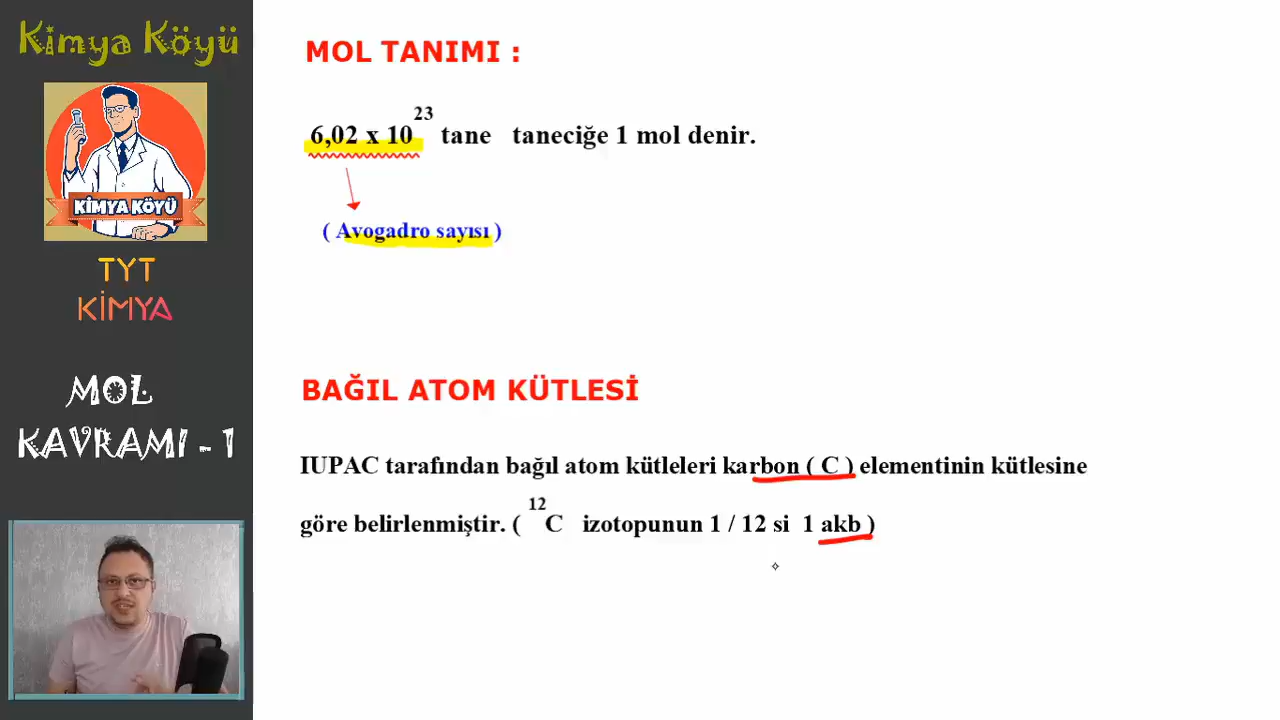 Kimya Köyü
KİMYA KÖYÜ
TYT
KİMYA
MOL
KAVRAMI - 1
MOL TANIMI :
6,02 x 10²³ tane taneciğe 1 mol denir.
( Avogadro sayısı )
BAĞIL ATOM KÜTLESİ
IUPAC tarafından bağıl atom kütleleri karbon ( C ) elementinin kütlesine
göre belirlenmiştir. ( ¹²C izotopunun 1 / 12 si 1 akb )